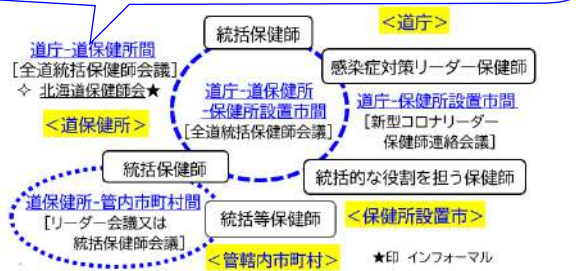 統括保健師
<道庁>
道庁-道保健所間
[全道統括保健師会議]
✧ 北海道保健師会★
感染症対策リーダー保健師
道庁-道保健所
-保健所設置市間
[全道統括保健師会議]
道庁-保健所設置市間
[新型コロナリーダー
保健師連絡会議]
<道保健所>
統括保健師
統括的な役割を担う保健師
道保健所-管内市町村間
[リーダー会議又は
統括保健師会議]
統括等保健師
<保健所設置市>
<管轄内市町村>
★印 インフォーマル